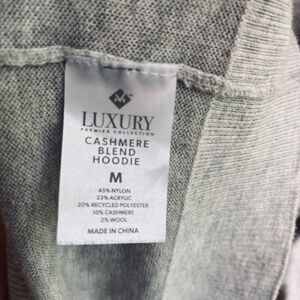 M
LUXURY
PREMIER COLLECTION
CASHMERE
BLEND
HOODIE
M
45% NYLON
23% ACRYLIC
20% RECYCLED POLYESTER
10% CASHMERE
2% WOOL
MADE IN CHINA